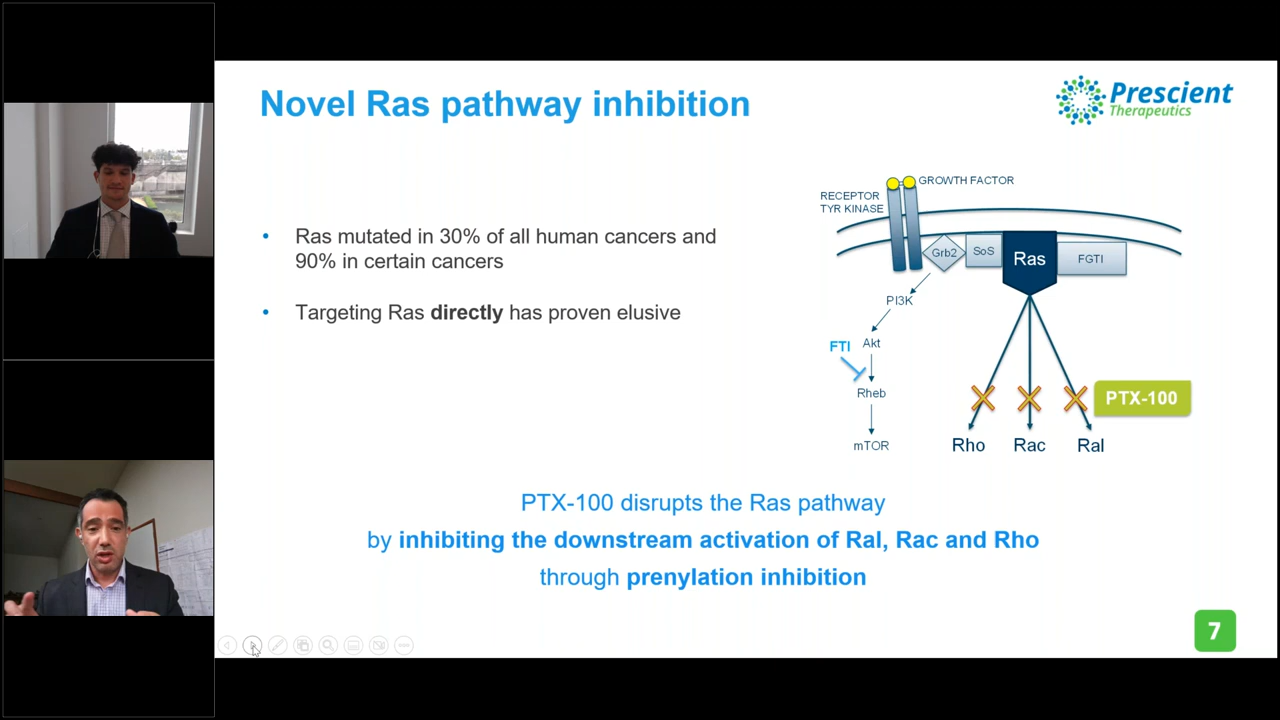 Novel Ras pathway inhibition
Prescient
Therapeutics
• Ras mutated in 30% of all human cancers and
90% in certain cancers
• Targeting Ras directly has proven elusive
GROWTH FACTOR
RECEPTOR
TYR KINASE
Grb2
SoS
Ras
FGTI
PI3K
FTI
Akt
Rheb
mTOR
PTX-100
Rho
Rac
Ral
PTX-100 disrupts the Ras pathway
by inhibiting the downstream activation of Ral, Rac and Rho
through prenylation inhibition
7